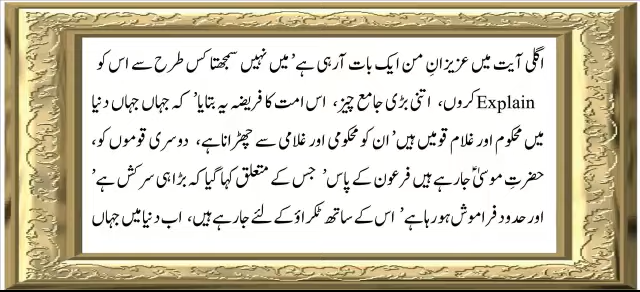 اگلی آیت میں عزیزانِ من ایک بات آرہی ہے’ میں نہیں سمجھتا کس طرح سے اس کو
Explain کروں، اتنی بڑی جامع چیز، اس امت کا فریضہ یہ بتایا’ کہ جہاں جہاں دنیا
میں محکوم اور غلام قومیں ہیں’ ان کو محکومی اور غلامی سے چھڑانا ہے، دوسری قوموں کو،
حضرتِ موسیٰؑ جارہے ہیں فرعون کے پاس’ جس کے متعلق کہا گیا کہ بڑا ہی سرکش ہے’
اور حدود فراموش ہورہا ہے’ اس کے ساتھ ٹکراؤ کے لئے جارہے ہیں، اب دنیا میں جہاں